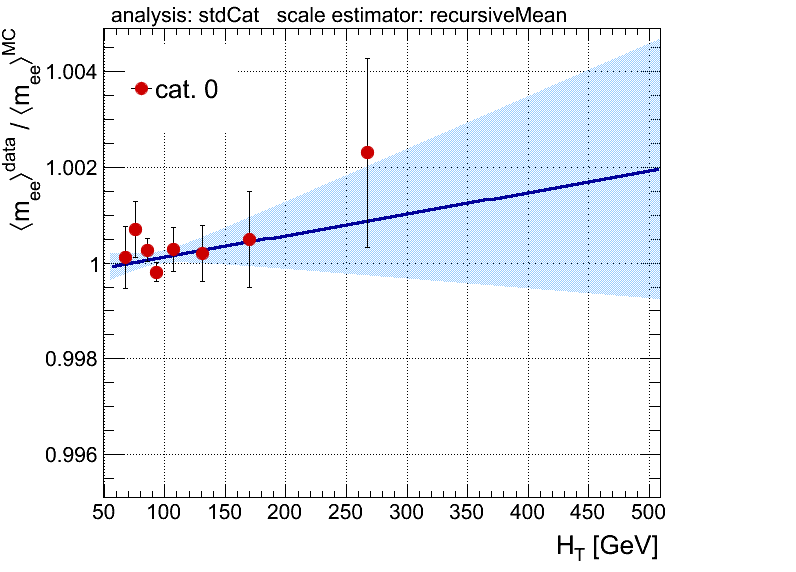 analysis: stdCat   scale estimator: recursiveMean
⟨m_ee⟩^data / ⟨m_ee⟩^MC
cat. 0
1.004
1.002
1
0.998
0.996
50 100 150 200 250 300 350 400 450 500
H_T [GeV]